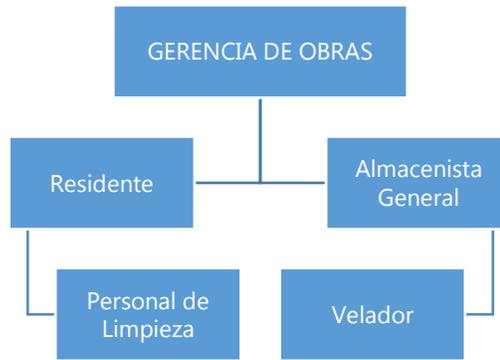 GERENCIA DE OBRAS
Residente
Almacenista
General
Personal de
Limpieza
Velador